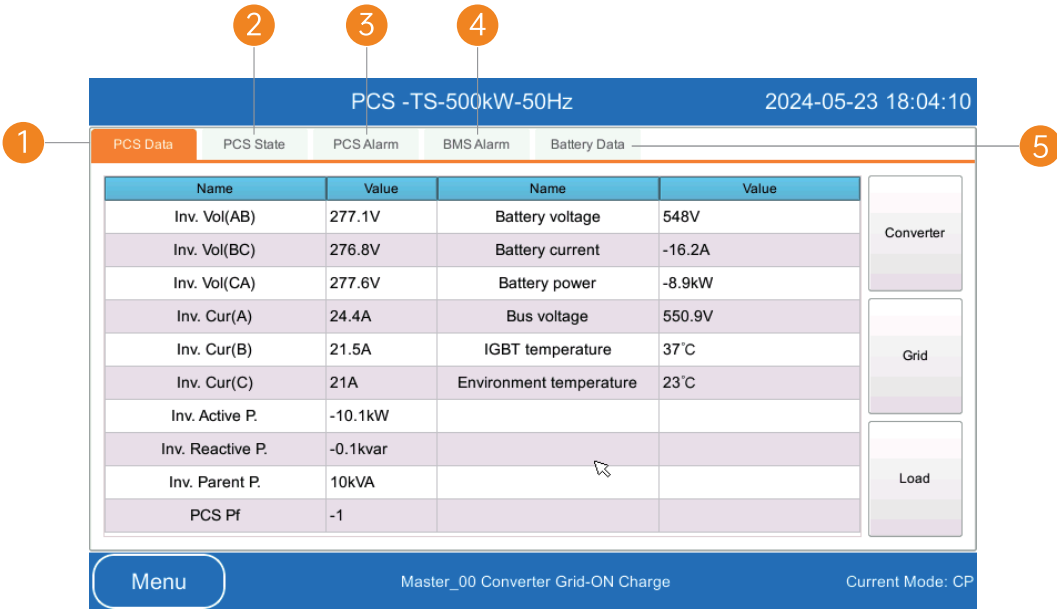 2 3 4
PCS -TS-500kW-50Hz 2024-05-23 18:04:10
1 PCS Data PCS State PCS Alarm BMS Alarm Battery Data 5
Name Value Name Value
Inv. Vol(AB) 277.1V Battery voltage 548V
Converter
Inv. Vol(BC) 276.8V Battery current -16.2A
Inv. Vol(CA) 277.6V Battery power -8.9kW
Inv. Cur(A) 24.4A Bus voltage 550.9V
Inv. Cur(B) 21.5A IGBT temperature 37°C
Grid
Inv. Cur(C) 21A Environment temperature 23°C
Inv. Active P. -10.1kW
Inv. Reactive P. -0.1kvar
Inv. Parent P. 10kVA
Load
PCS Pf -1
Menu Master_00 Converter Grid-ON Charge Current Mode: CP